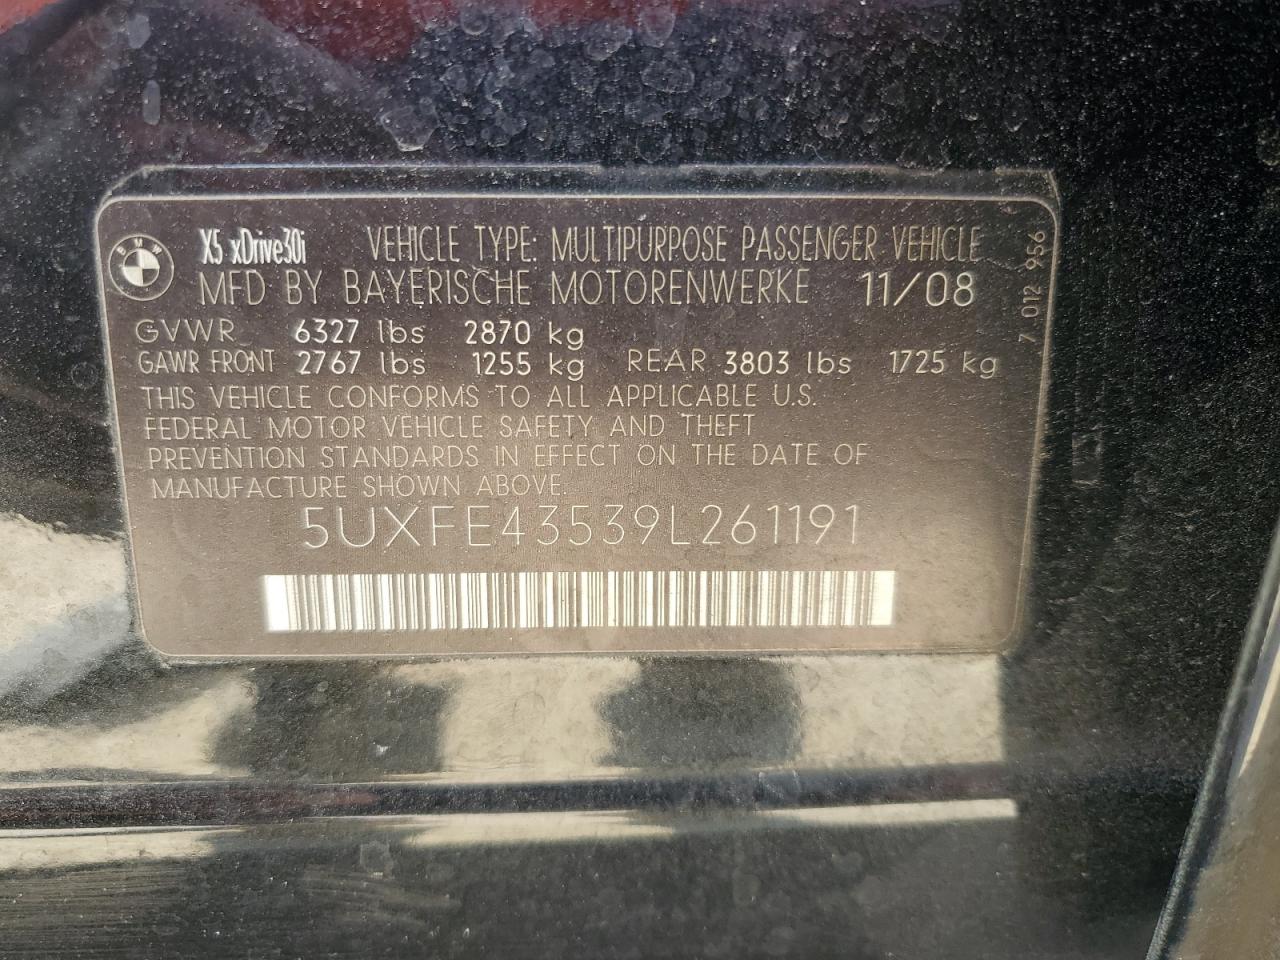 BMW
X5 xDrive30i VEHICLE TYPE: MULTIPURPOSE PASSENGER VEHICLE
MFD BY BAYERISCHE MOTORENWERKE 11/08
GVWR 6327 lbs 2870 kg
GAWR FRONT 2767 lbs 1255 kg REAR 3803 lbs 1725 kg
THIS VEHICLE CONFORMS TO ALL APPLICABLE U.S.
FEDERAL MOTOR VEHICLE SAFETY AND THEFT
PREVENTION STANDARDS IN EFFECT ON THE DATE OF
MANUFACTURE SHOWN ABOVE.
5UXFE43539L261191
7 012 956